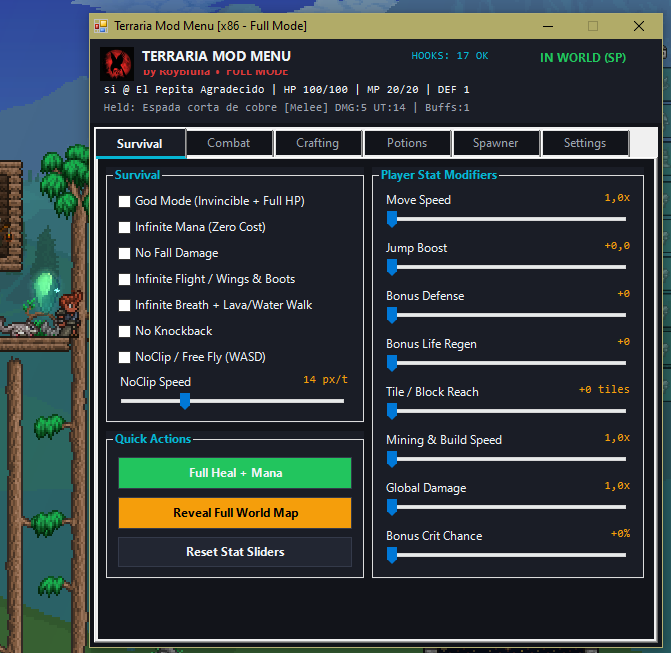 Terraria Mod Menu [x86 - Full Mode]
TERRARIA MOD MENU
HOOKS: 17 OK
IN WORLD (SP)
by RoyBruña • FULL MODE
si @ El Pepita Agradecido | HP 100/100 | MP 20/20 | DEF 1
Held: Espada corta de cobre [Melee] DMG:5 UT:14 | Buffs:1
Survival
Combat
Crafting
Potions
Spawner
Settings
Survival
God Mode (Invincible + Full HP)
Infinite Mana (Zero Cost)
No Fall Damage
Infinite Flight / Wings & Boots
Infinite Breath + Lava/Water Walk
No Knockback
NoClip / Free Fly (WASD)
NoClip Speed
14 px/t
Quick Actions
Full Heal + Mana
Reveal Full World Map
Reset Stat Sliders
Player Stat Modifiers
Move Speed
1,0x
Jump Boost
+0,0
Bonus Defense
+0
Bonus Life Regen
+0
Tile / Block Reach
+0 tiles
Mining & Build Speed
1,0x
Global Damage
1,0x
Bonus Crit Chance
+0%